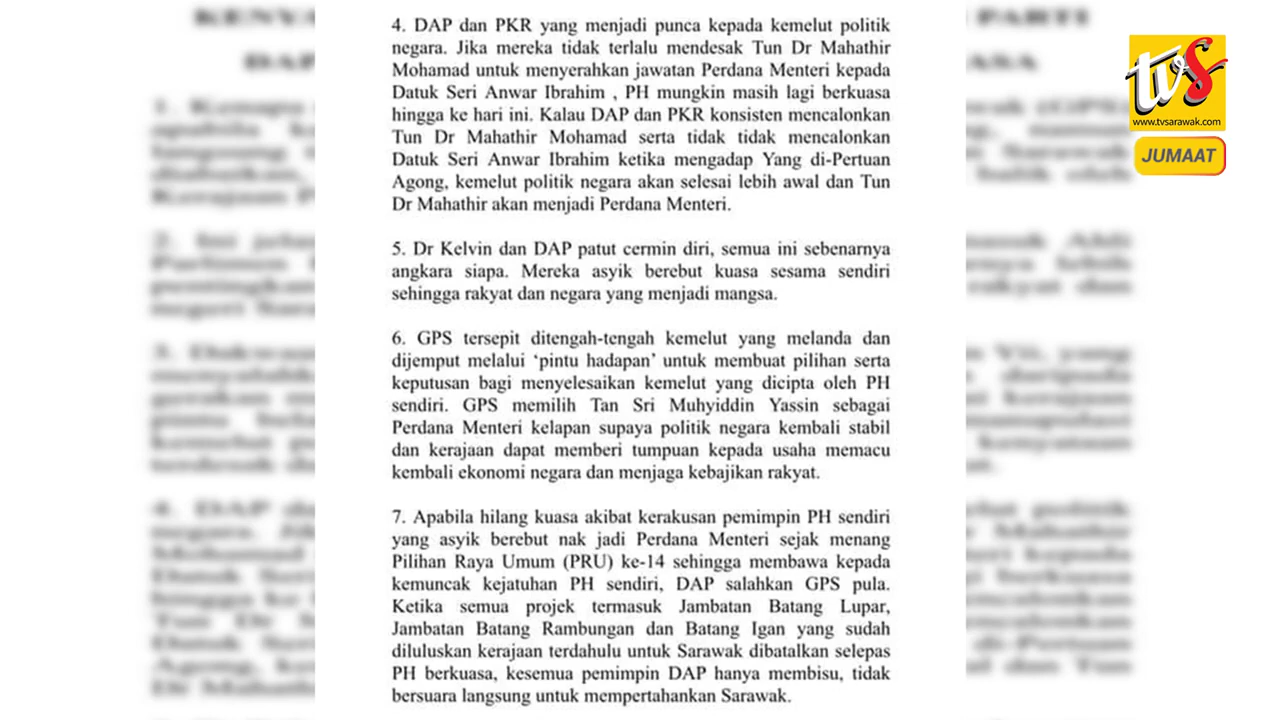 4. DAP dan PKR yang menjadi punca kepada kemelut politik
negara. Jika mereka tidak terlalu mendesak Tun Dr Mahathir
Mohamad untuk menyerahkan jawatan Perdana Menteri kepada
Datuk Seri Anwar Ibrahim , PH mungkin masih lagi berkuasa
hingga ke hari ini. Kalau DAP dan PKR konsisten mencalonkan
Tun Dr Mahathir Mohamad serta tidak tidak mencalonkan
Datuk Seri Anwar Ibrahim ketika mengadap Yang di-Pertuan
Agong, kemelut politik negara akan selesai lebih awal dan Tun
Dr Mahathir akan menjadi Perdana Menteri.
5. Dr Kelvin dan DAP patut cermin diri, semua ini sebenarnya
angkara siapa. Mereka asyik berebut kuasa sesama sendiri
sehingga rakyat dan negara yang menjadi mangsa.
6. GPS tersepit ditengah-tengah kemelut yang melanda dan
dijemput melalui ‘pintu hadapan’ untuk membuat pilihan serta
keputusan bagi menyelesaikan kemelut yang dicipta oleh PH
sendiri. GPS memilih Tan Sri Muhyiddin Yassin sebagai
Perdana Menteri kelapan supaya politik negara kembali stabil
dan kerajaan dapat memberi tumpuan kepada usaha memacu
kembali ekonomi negara dan menjaga kebajikan rakyat.
7. Apabila hilang kuasa akibat kerakusan pemimpin PH sendiri
yang asyik berebut nak jadi Perdana Menteri sejak menang
Pilihan Raya Umum (PRU) ke-14 sehingga membawa kepada
kemuncak kejatuhan PH sendiri, DAP salahkan GPS pula.
Ketika semua projek termasuk Jambatan Batang Lupar,
Jambatan Batang Rambungan dan Batang Igan yang sudah
diluluskan kerajaan terdahulu untuk Sarawak dibatalkan selepas
PH berkuasa, kesemua pemimpin DAP hanya membisu, tidak
bersuara langsung untuk mempertahankan Sarawak.
tvS
www.tvsarawak.com
JUMAAT